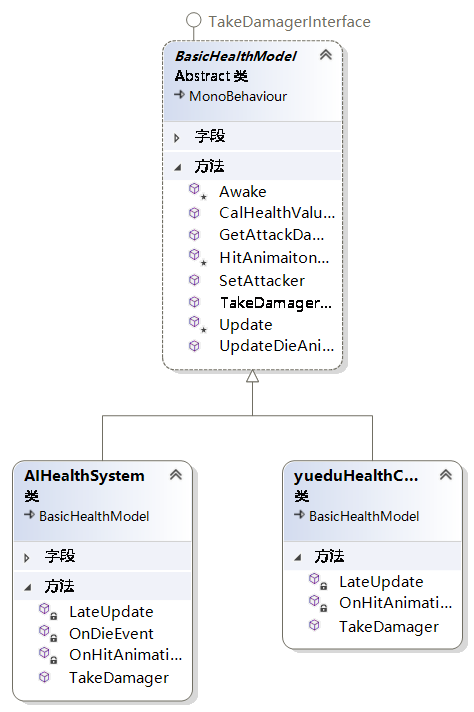 TakeDamagerInterface
BasicHealthModel
Abstract 类
MonoBehaviour
字段
方法
Awake
CalHealthValu...
GetAttackDa...
HitAnimaiton...
SetAttacker
TakeDamager...
Update
UpdateDieAni...
AIHealthSystem
类
BasicHealthModel
字段
方法
LateUpdate
OnDieEvent
OnHitAnimati...
TakeDamager
yueduHealthC...
类
BasicHealthModel
方法
LateUpdate
OnHitAnimati...
TakeDamager